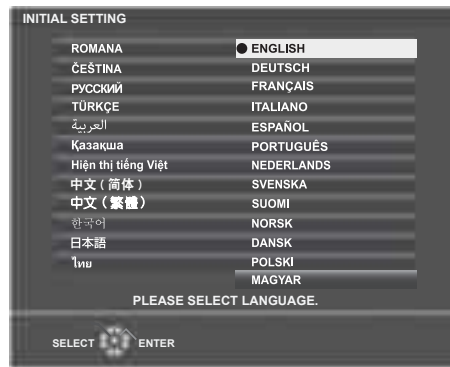 INITIAL SETTING
ROMANA
ČEŠTINA
РУССКИЙ
TÜRKÇE
العربية
Қазақша
Hiện thị tiếng Việt
中文 ( 简体 )
中文 ( 繁體 )
한국어
日本語
ไทย
ENGLISH
DEUTSCH
FRANÇAIS
ITALIANO
ESPAÑOL
PORTUGUÊS
NEDERLANDS
SVENSKA
SUOMI
NORSK
DANSK
POLSKI
MAGYAR
PLEASE SELECT LANGUAGE.
SELECT ENTER